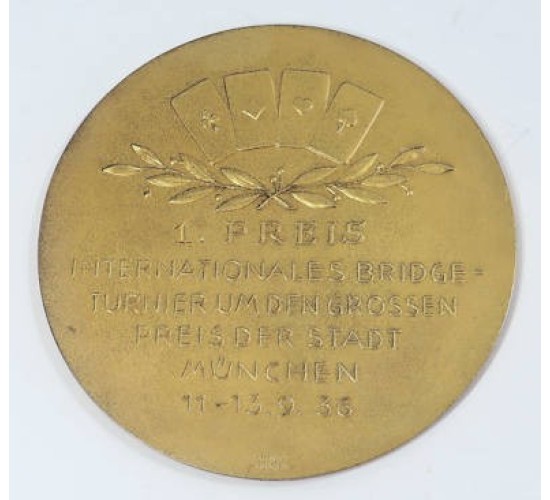 1. PREIS
INTERNATIONALES BRIDGE=
TURNIER UM DEN GROSSEN
PREIS DER STADT
MÜNCHEN
11-13.9.36